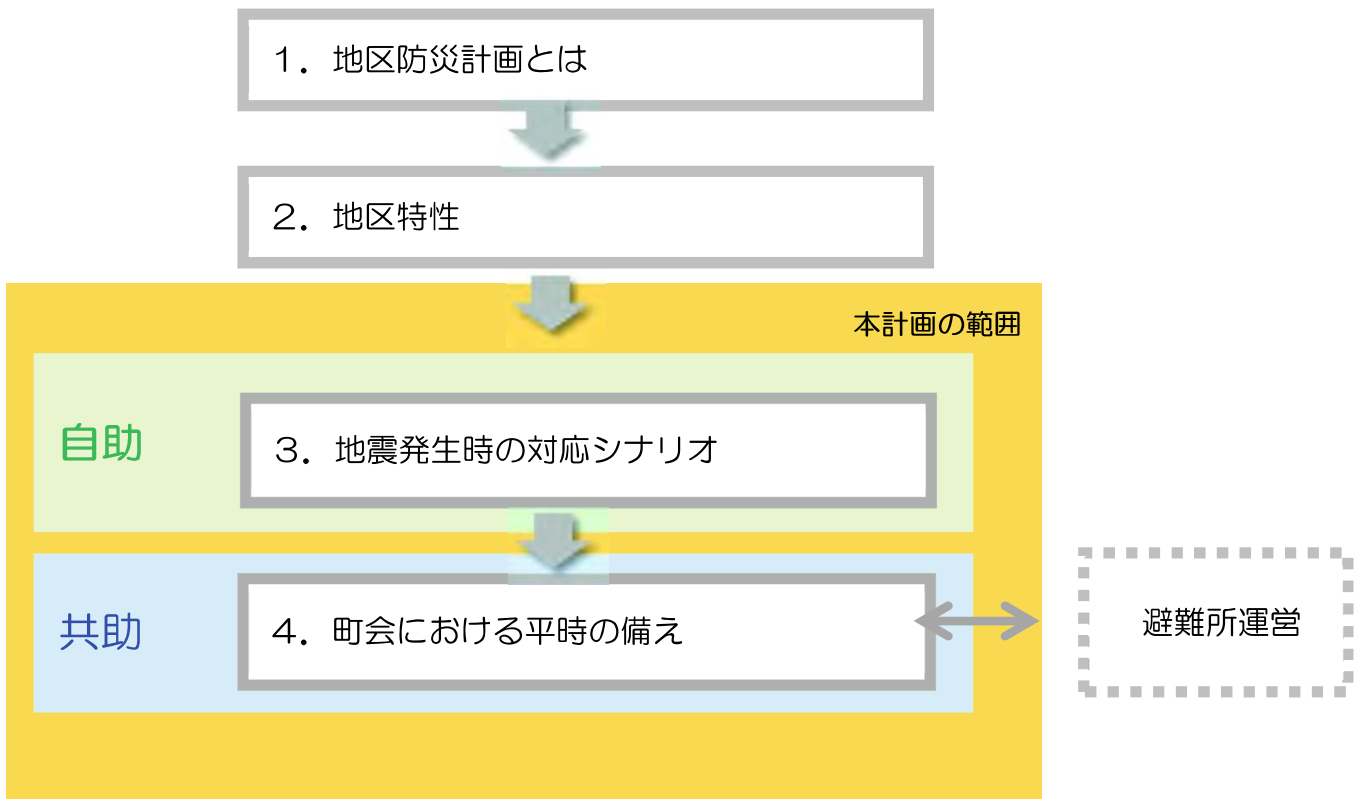 １．地区防災計画とは
２．地区特性
本計画の範囲
自助
３．地震発生時の対応シナリオ
共助
４．町会における平時の備え
避難所運営